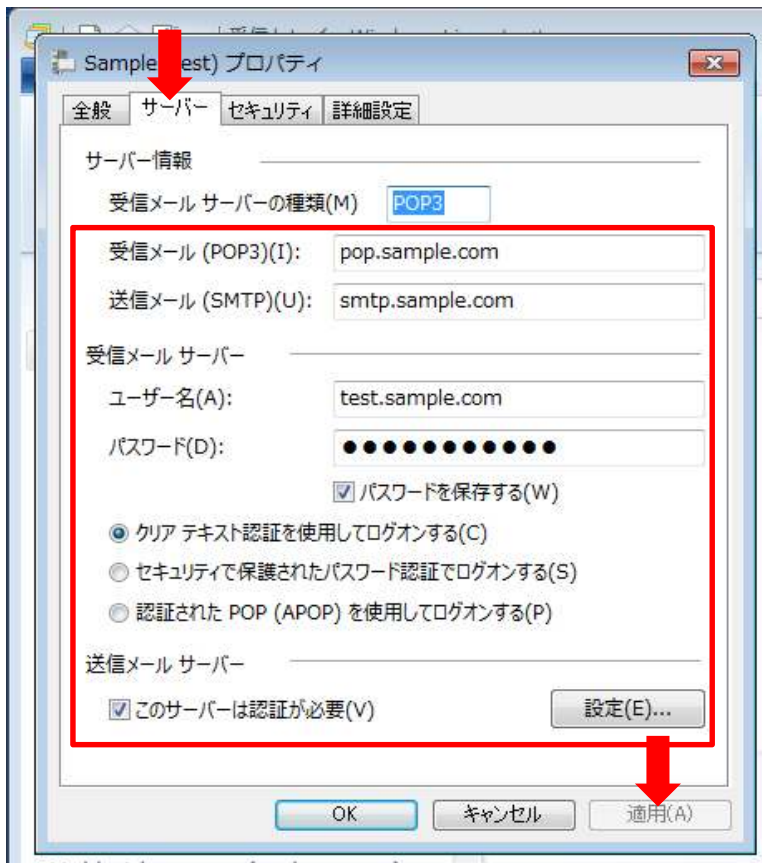 Sample
est) プロパティ
全般 サーバー セキュリティ 詳細設定
サーバー情報
受信メール サーバーの種類(M) POP3
受信メール (POP3)(I): pop.sample.com
送信メール (SMTP)(U): smtp.sample.com
受信メール サーバー
ユーザー名(A): test.sample.com
パスワード(D): ●●●●●●●●●●●
パスワードを保存する(W)
クリア テキスト認証を使用してログオンする(C)
セキュリティで保護されたパスワード認証でログオンする(S)
認証された POP (APOP) を使用してログオンする(P)
送信メール サーバー
このサーバーは認証が必要(V) 設定(E)...
OK キャンセル 適用(A)